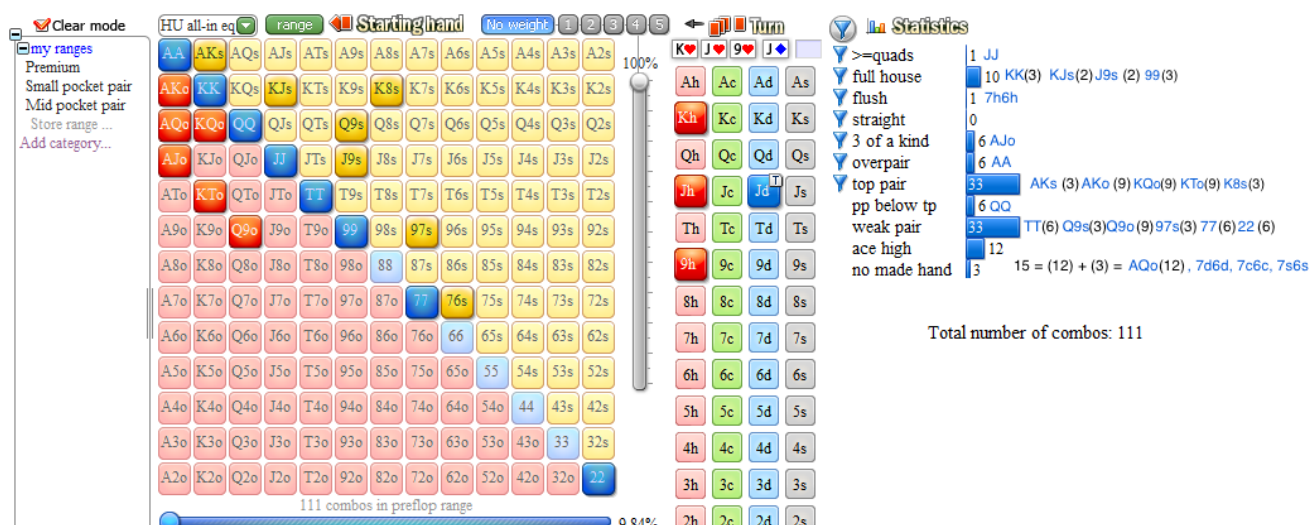 Clear mode
HU all-in eq
range
Starting hand
No weight 1 2 3 4 5
my ranges
Premium
Small pocket pair
Mid pocket pair
Store range ...
Add category...
AA AKs AQs AJs ATs A9s A8s A7s A6s A5s A4s A3s A2s
AKo KK KQs KJs KTs K9s K8s K7s K6s K5s K4s K3s K2s
AQo KQo QQ QJs QTs Q9s Q8s Q7s Q6s Q5s Q4s Q3s Q2s
AJo KJo QJo JJ JTs J9s J8s J7s J6s J5s J4s J3s J2s
ATo KTo QTo JTo TT T9s T8s T7s T6s T5s T4s T3s T2s
A9o K9o Q9o J9o T9o 99 98s 97s 96s 95s 94s 93s 92s
A8o K8o Q8o J8o T8o 98o 88 87s 86s 85s 84s 83s 82s
A7o K7o Q7o J7o T7o 97o 87o 77 76s 75s 74s 73s 72s
A6o K6o Q6o J6o T6o 96o 86o 76o 66 65s 64s 63s 62s
A5o K5o Q5o J5o T5o 95o 85o 75o 65o 55 54s 53s 52s
A4o K4o Q4o J4o T4o 94o 84o 74o 64o 54o 44 43s 42s
A3o K3o Q3o J3o T3o 93o 83o 73o 63o 53o 43o 33 32s
A2o K2o Q2o J2o T2o 92o 82o 72o 62o 52o 42o 32o 22
111 combos in preflop range
9.84%
100%
Turn
K♥ J♥ 9♥ J♦
Ah Ac Ad As
Kh Kc Kd Ks
Qh Qc Qd Qs
Jh Jc Jd T Js
Th Tc Td Ts
9h 9c 9d 9s
8h 8c 8d 8s
7h 7c 7d 7s
6h 6c 6d 6s
5h 5c 5d 5s
4h 4c 4d 4s
3h 3c 3d 3s
2h 2c 2d 2s
Statistics
>=quads 1 JJ
full house 10 KK(3) KJs(2) J9s (2) 99(3)
flush 1 7h6h
straight 0
3 of a kind 6 AJo
overpair 6 AA
top pair 33 AKs (3) AKo (9) KQo(9) KTo(9) K8s(3)
pp below tp 6 QQ
weak pair 33 TT(6) Q9s(3)Q9o (9) 97s(3) 77(6) 22 (6)
ace high 12
no made hand 3 15 = (12) + (3) = AQo(12) , 7d6d, 7c6c, 7s6s
Total number of combos: 111